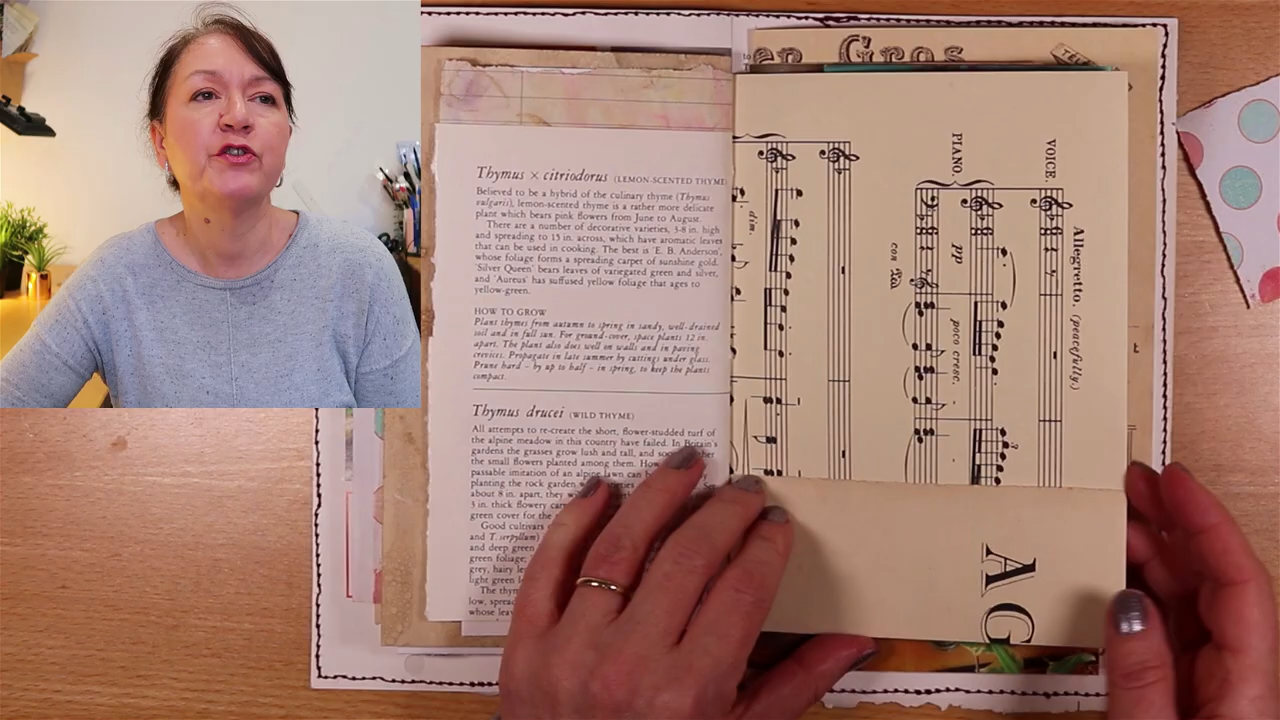 er Gros
Thymus × citriodorus (LEMON-SCENTED THYME)
Believed to be a hybrid of the culinary thyme (Thymus
vulgaris), lemon-scented thyme is a rather more delicate
plant which bears pink flowers from June to August.
There are a number of decorative varieties, 3-8 in. high
and spreading to 15 in. across, which have aromatic leaves
that can be used in cooking. The best is 'E. B. Anderson',
whose foliage forms a spreading carpet of sunshine gold.
'Silver Queen' bears leaves of variegated green and silver,
and 'Aureus' has suffused yellow foliage that ages to
yellow-green.
HOW TO GROW
Plant thymes from autumn to spring in sandy, well-drained
soil and in full sun. For ground-cover, space plants 12 in.
apart. The plant also does well on walls and in paving
crevices. Propagate in late summer by cuttings under glass.
Prune hard – by up to half – in spring, to keep the plants
compact.
Thymus drucei (WILD THYME)
All attempts to re-create the short, flower-studded turf of
the alpine meadow in this country have failed. In Britain's
gardens the grasses grow lush and tall, and soo
the small flowers planted among them. How
passable imitation of an alpine lawn can b
planting the rock garden
about 8 in. apart, they wi
3 in. thick flowery car
green cover for the
Good cultivars
and T. serpyllum)
and deep green
green foliage;
grey, hairy le
light green l
The thym
low, spread
whose leav
Allegretto. (peacefully.)
VOICE.
PIANO.
pp
poco cresc.
con
dim.
A G